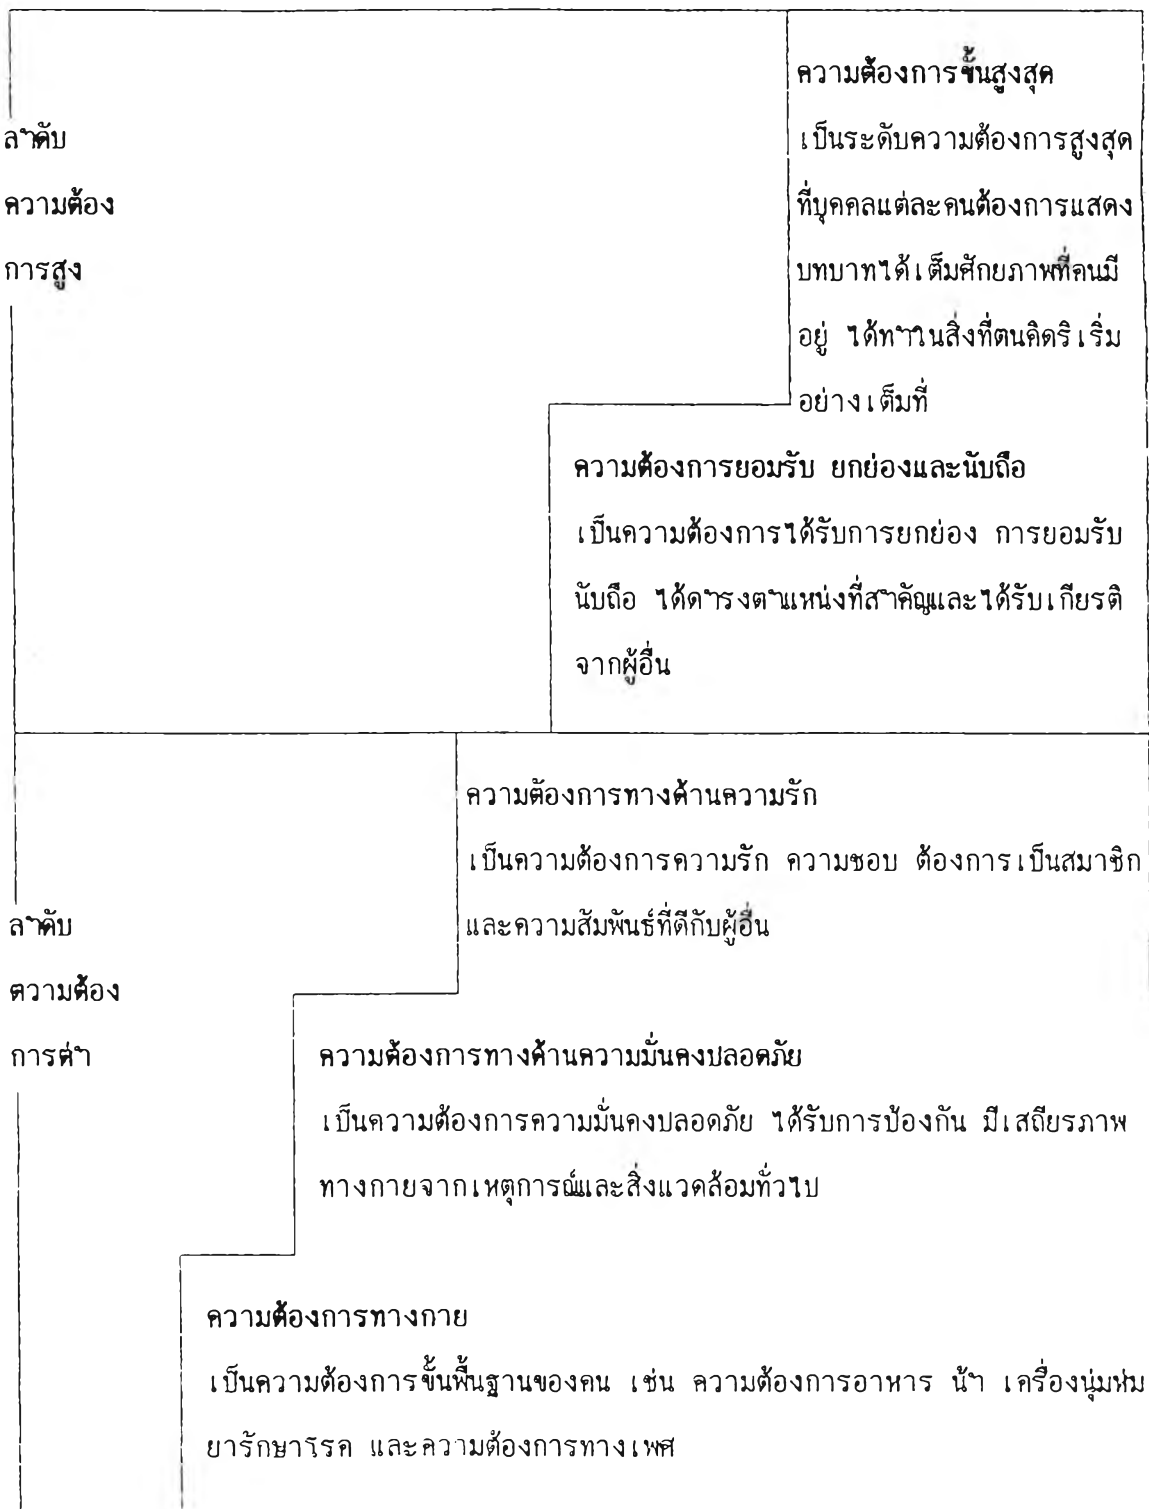 ลำดับ
ความต้อง
การสูง
ความต้องการขั้นสูงสุด
เป็นระดับความต้องการสูงสุด
ที่บุคคลแต่ละคนต้องการแสดง
บทบาทได้เต็มศักยภาพที่คนมี
อยู่ ได้ทำในสิ่งที่ตนคิดริเริ่ม
อย่างเต็มที่
ความต้องการยอมรับ ยกย่องและนับถือ
เป็นความต้องการได้รับการยกย่อง การยอมรับ
นับถือ ได้ดำรงตำแหน่งที่สำคัญและได้รับเกียรติ
จากผู้อื่น
ความต้องการทางด้านความรัก
เป็นความต้องการความรัก ความชอบ ต้องการเป็นสมาชิก
และความสัมพันธ์ที่ดีกับผู้อื่น
ลำดับ
ความต้อง
การต่ำ
ความต้องการทางด้านความมั่นคงปลอดภัย
เป็นความต้องการความมั่นคงปลอดภัย ได้รับการป้องกัน มีเสถียรภาพ
ทางกายจากเหตุการณ์และสิ่งแวดล้อมทั่วไป
ความต้องการทางกาย
เป็นความต้องการขั้นพื้นฐานของคน เช่น ความต้องการอาหาร น้ำ เครื่องนุ่มห่ม
ยารักษาโรค และความต้องการทางเพศ